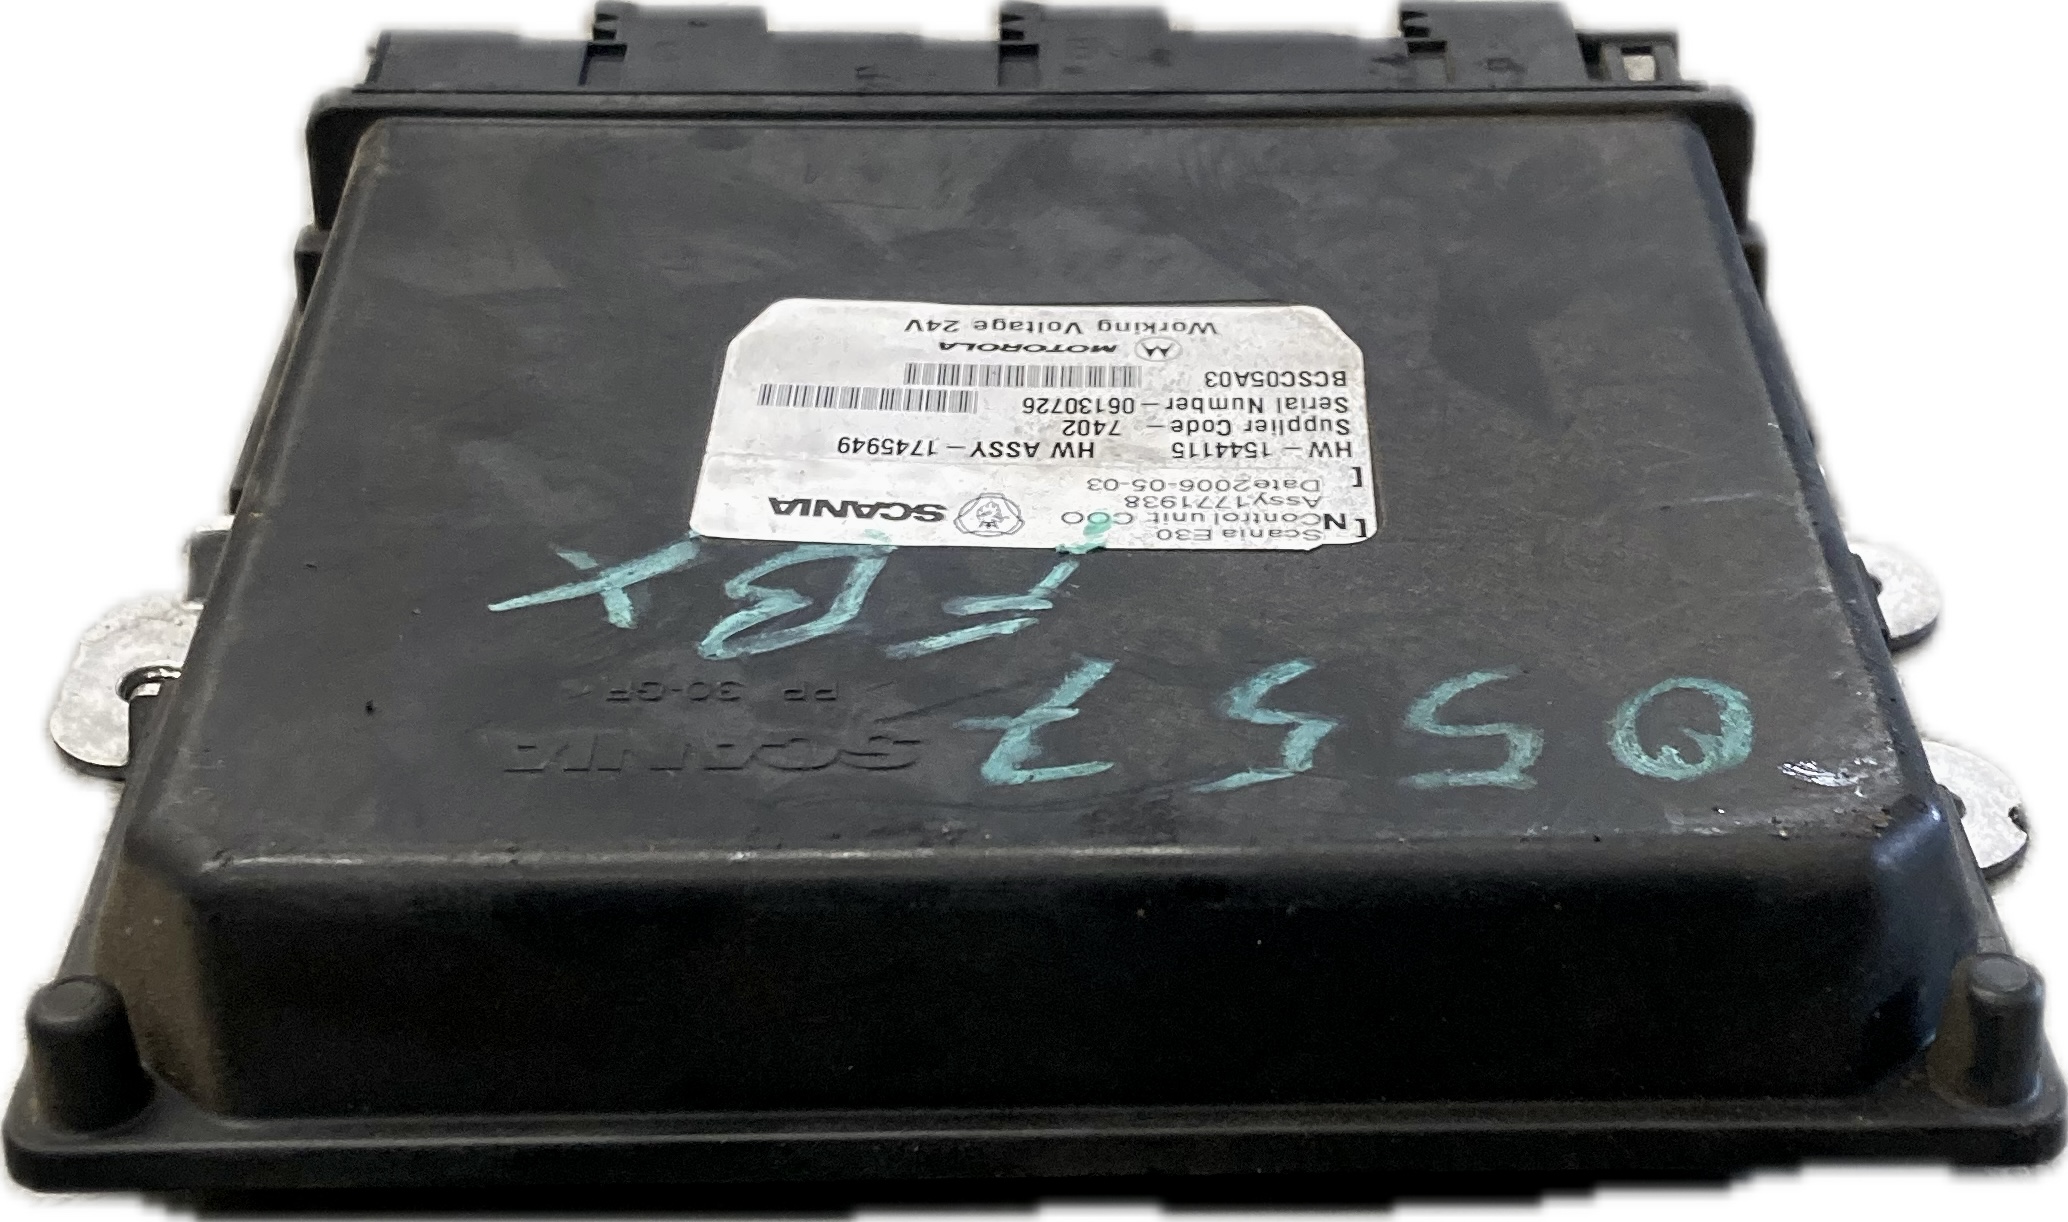 SCANIA
PP 30-GF
0557
FBX
Scania E30
Control unit COO
Assy.1771938
Date 2006-05-03
SCANIA
HW – 1544115 HW ASSY – 1745949
Supplier Code – 7402
Serial Number – 06130726
BCSC05A03
MOTOROLA
Working Voltage 24V